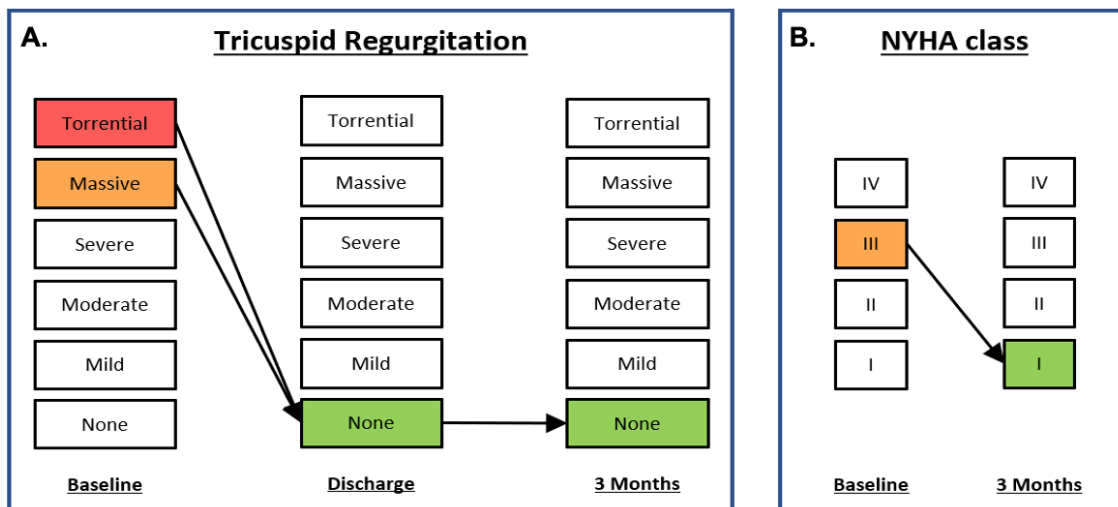 A.
Tricuspid Regurgitation
Torrential
Massive
Severe
Moderate
Mild
None
Baseline
Torrential
Massive
Severe
Moderate
Mild
None
Discharge
Torrential
Massive
Severe
Moderate
Mild
None
3 Months
B.
NYHA class
IV
III
II
I
Baseline
IV
III
II
I
3 Months